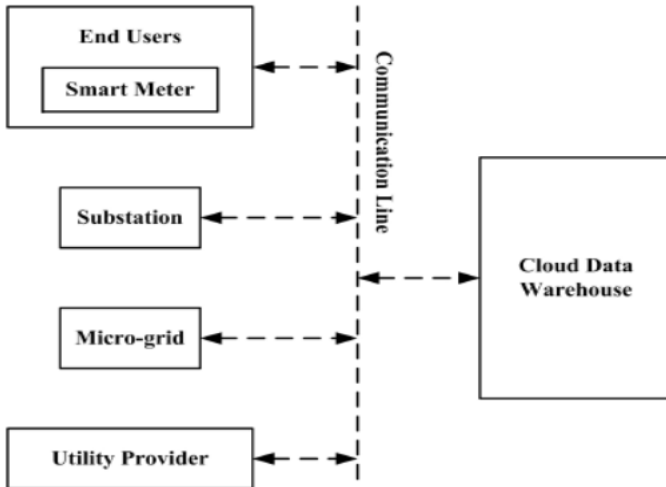 End Users
Smart Meter
Communication Line
Substation
Cloud Data
Warehouse
Micro-grid
Utility Provider